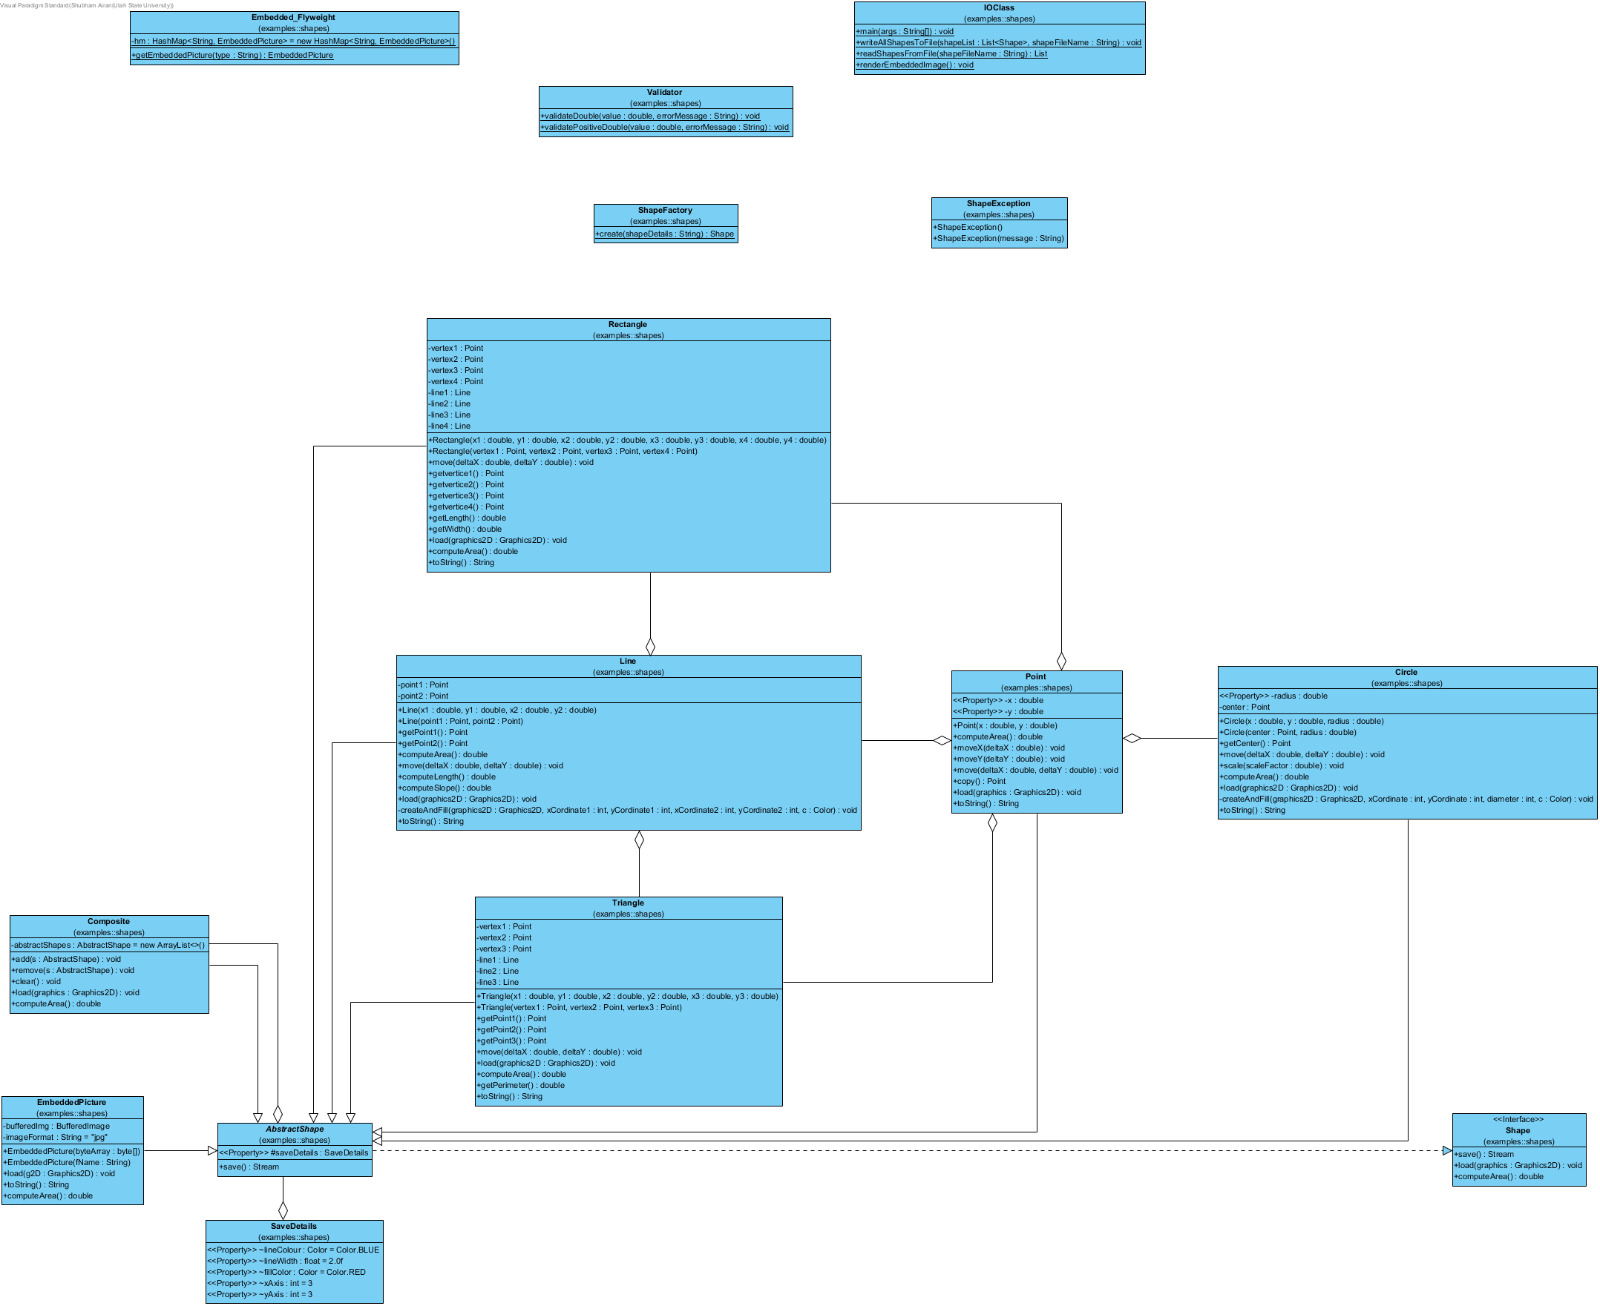 Visual Paradigm Standard(Shubham Airan(Utah State University))
Embedded_Flyweight
(examples::shapes)
-hm : HashMap<String, EmbeddedPicture> = new HashMap<String, EmbeddedPicture>()
+getEmbeddedPicture(type : String) : EmbeddedPicture
IOClass
(examples::shapes)
+main(args : String[]) : void
+writeAllShapesToFile(shapeList : List<Shape>, shapeFileName : String) : void
+readShapesFromFile(shapeFileName : String) : List
+renderEmbeddedImage() : void
Validator
(examples::shapes)
+validateDouble(value : double, errorMessage : String) : void
+validatePositiveDouble(value : double, errorMessage : String) : void
ShapeFactory
(examples::shapes)
+create(shapeDetails : String) : Shape
ShapeException
(examples::shapes)
+ShapeException()
+ShapeException(message : String)
Rectangle
(examples::shapes)
-vertex1 : Point
-vertex2 : Point
-vertex3 : Point
-vertex4 : Point
-line1 : Line
-line2 : Line
-line3 : Line
-line4 : Line
+Rectangle(x1 : double, y1 : double, x2 : double, y2 : double, x3 : double, y3 : double, x4 : double, y4 : double)
+Rectangle(vertex1 : Point, vertex2 : Point, vertex3 : Point, vertex4 : Point)
+move(deltaX : double, deltaY : double) : void
+getvertice1() : Point
+getvertice2() : Point
+getvertice3() : Point
+getvertice4() : Point
+getLength() : double
+getWidth() : double
+load(graphics2D : Graphics2D) : void
+computeArea() : double
+toString() : String
Line
(examples::shapes)
-point1 : Point
-point2 : Point
+Line(x1 : double, y1 : double, x2 : double, y2 : double)
+Line(point1 : Point, point2 : Point)
+getPoint1() : Point
+getPoint2() : Point
+computeArea() : double
+move(deltaX : double, deltaY : double) : void
+computeLength() : double
+computeSlope() : double
+load(graphics2D : Graphics2D) : void
-createAndFill(graphics2D : Graphics2D, xCordinate1 : int, yCordinate1 : int, xCordinate2 : int, yCordinate2 : int, c : Color) : void
+toString() : String
Point
(examples::shapes)
<<Property>> -x : double
<<Property>> -y : double
+Point(x : double, y : double)
+computeArea() : double
+moveX(deltaX : double) : void
+moveY(deltaY : double) : void
+move(deltaX : double, deltaY : double) : void
+copy() : Point
+load(graphics : Graphics2D) : void
+toString() : String
Circle
(examples::shapes)
<<Property>> -radius : double
-center : Point
+Circle(x : double, y : double, radius : double)
+Circle(center : Point, radius : double)
+getCenter() : Point
+move(deltaX : double, deltaY : double) : void
+scale(scaleFactor : double) : void
+computeArea() : double
+load(graphics2D : Graphics2D) : void
-createAndFill(graphics2D : Graphics2D, xCordinate : int, yCordinate : int, diameter : int, c : Color) : void
+toString() : String
Triangle
(examples::shapes)
-vertex1 : Point
-vertex2 : Point
-vertex3 : Point
-line1 : Line
-line2 : Line
-line3 : Line
+Triangle(x1 : double, y1 : double, x2 : double, y2 : double, x3 : double, y3 : double)
+Triangle(vertex1 : Point, vertex2 : Point, vertex3 : Point)
+getPoint1() : Point
+getPoint2() : Point
+getPoint3() : Point
+move(deltaX : double, deltaY : double) : void
+load(graphics2D : Graphics2D) : void
+computeArea() : double
+getPerimeter() : double
+toString() : String
Composite
(examples::shapes)
-abstractShapes : AbstractShape = new ArrayList<>()
+add(s : AbstractShape) : void
+remove(s : AbstractShape) : void
+clear() : void
+load(graphics : Graphics2D) : void
+computeArea() : double
EmbeddedPicture
(examples::shapes)
-bufferedImg : BufferedImage
-imageFormat : String = "jpg"
+EmbeddedPicture(byteArray : byte[])
+EmbeddedPicture(fName : String)
+load(g2D : Graphics2D) : void
+toString() : String
+computeArea() : double
AbstractShape
(examples::shapes)
<<Property>> #saveDetails : SaveDetails
+save() : Stream
<<Interface>>
Shape
(examples::shapes)
+save() : Stream
+load(graphics : Graphics2D) : void
+computeArea() : double
SaveDetails
(examples::shapes)
<<Property>> ~lineColour : Color = Color.BLUE
<<Property>> ~lineWidth : float = 2.0f
<<Property>> ~fillColor : Color = Color.RED
<<Property>> ~xAxis : int = 3
<<Property>> ~yAxis : int = 3